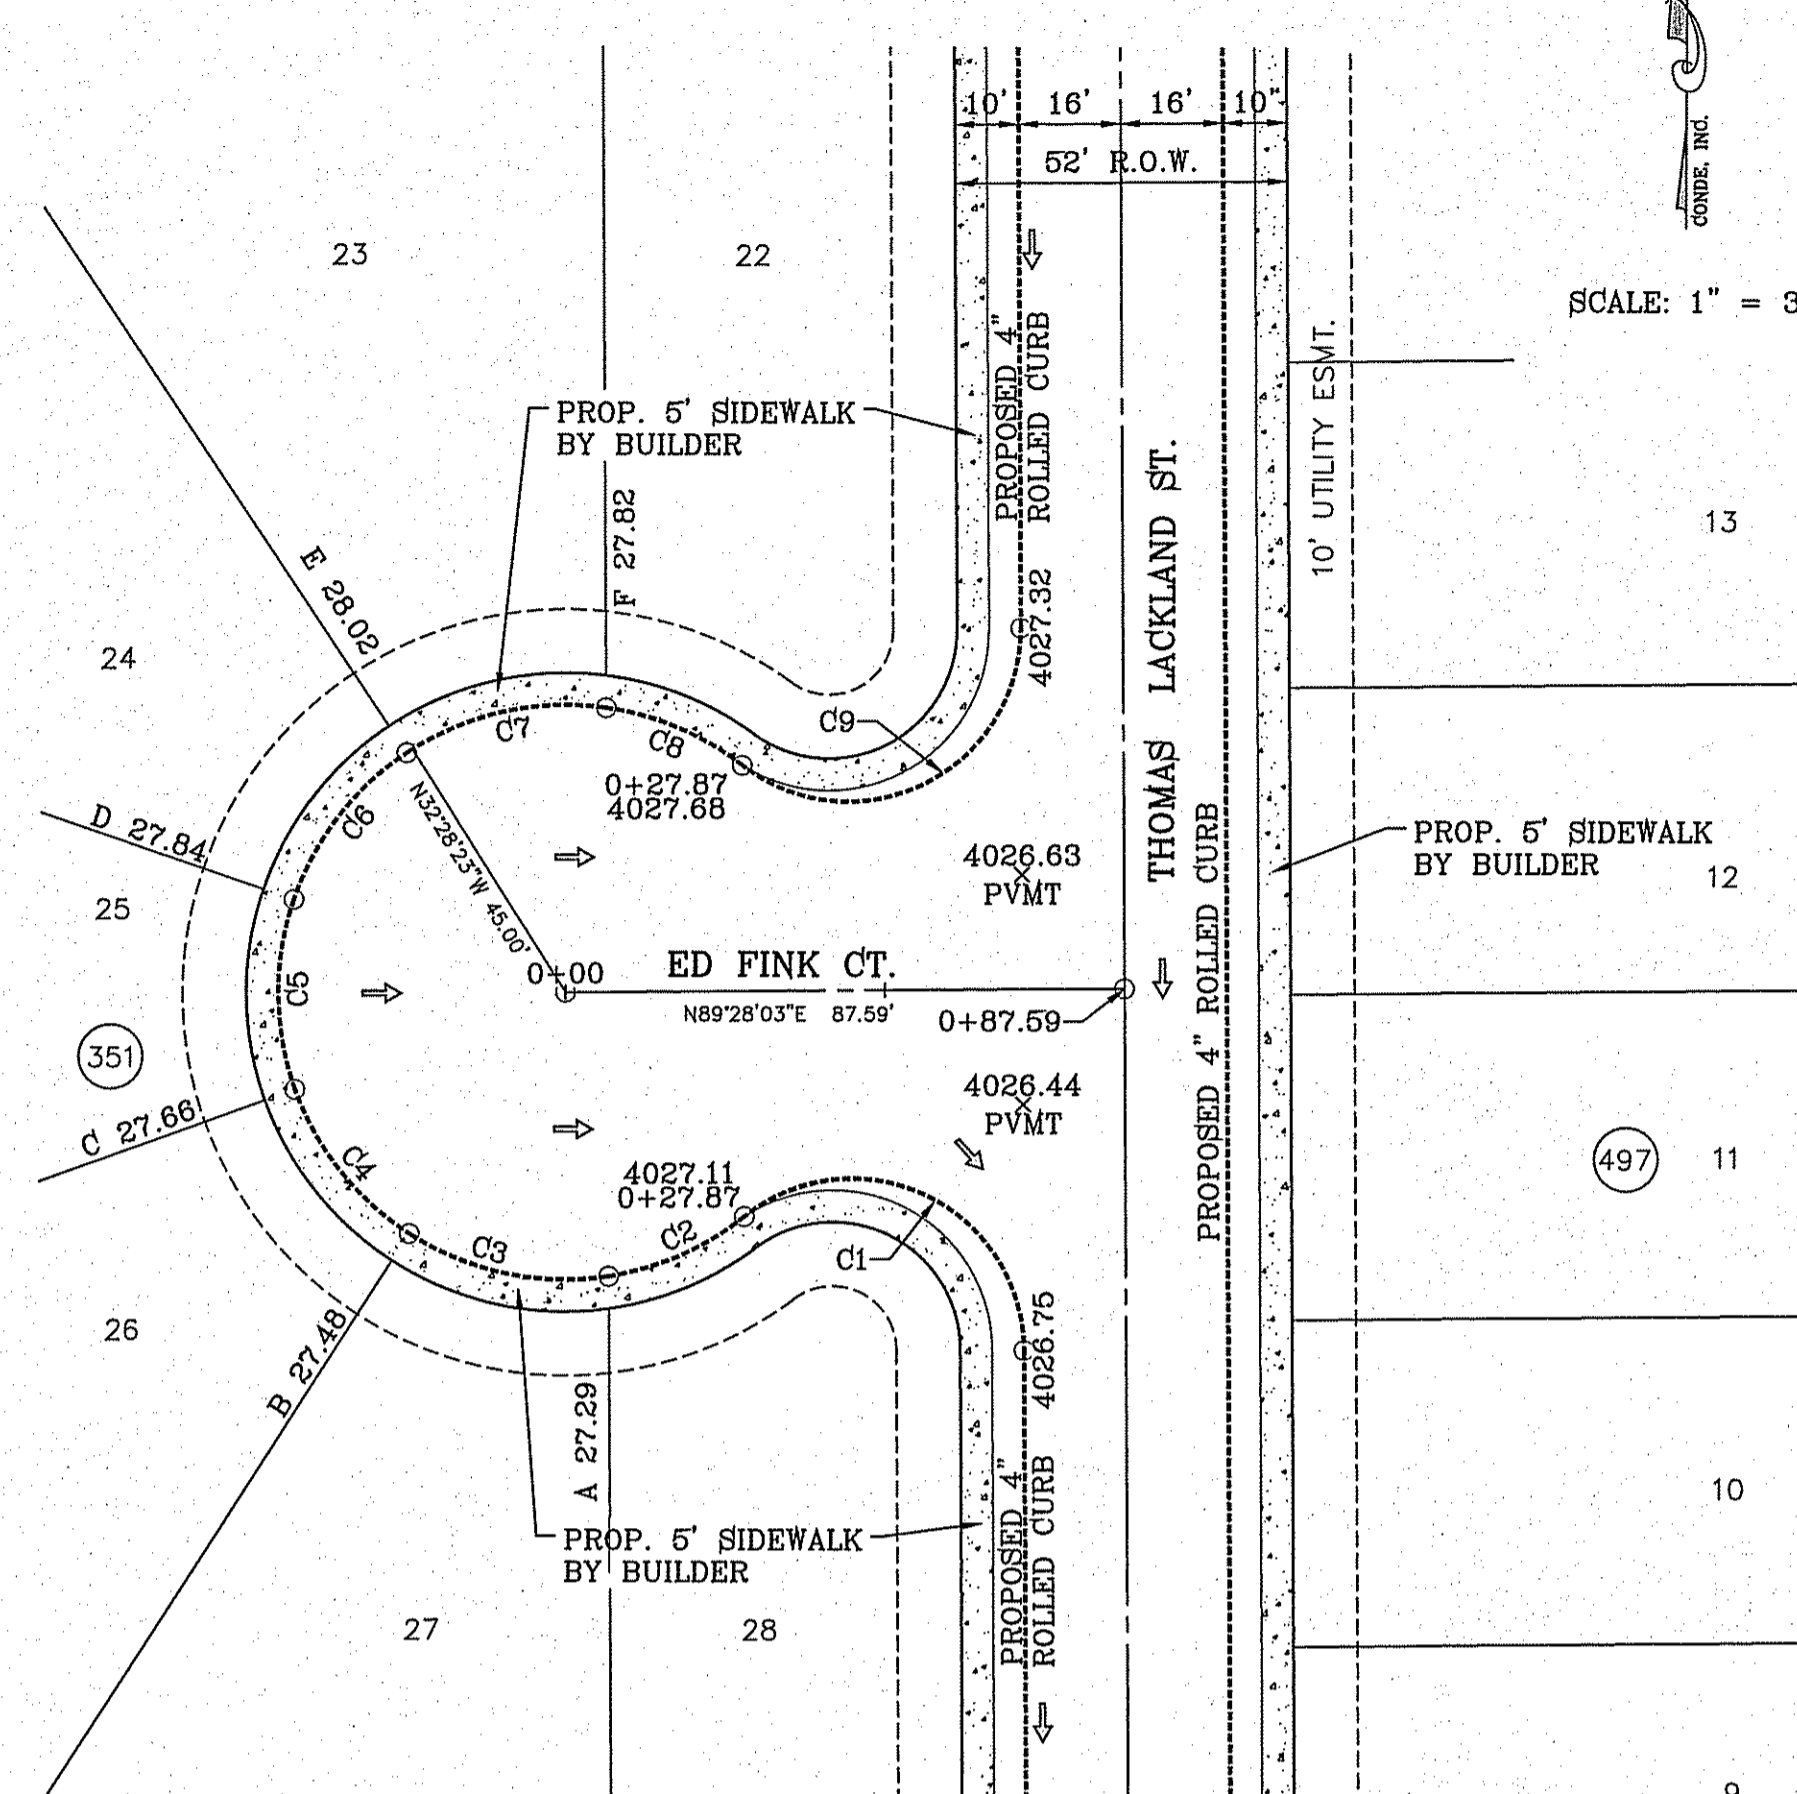 10' 16' 16' 10'
52' R.O.W.
CONDE, INC.
SCALE: 1" = 3
23
22
13
24
12
25
351
497
11
26
10
27
28
PROP. 5' SIDEWALK
BY BUILDER
PROPOSED 4"
ROLLED CURB
4027.32
10' UTILITY ESMT.
THOMAS LACKLAND ST.
E 28.02
F 27.82
C9
C7
C8
0+27.87
4027.68
C6
N32°28'23"W 45.00'
D 27.84
4026.63
PVMT
PROP. 5' SIDEWALK
BY BUILDER
PROPOSED 4" ROLLED CURB
0+00
ED FINK CT.
N89°28'03"E 87.59'
0+87.59
C5
4026.44
PVMT
C 27.66
C4
4027.11
0+27.87
C3
C2
C1
B 27.48
A 27.29
4026.75
PROPOSED 4"
ROLLED CURB
PROP. 5' SIDEWALK
BY BUILDER